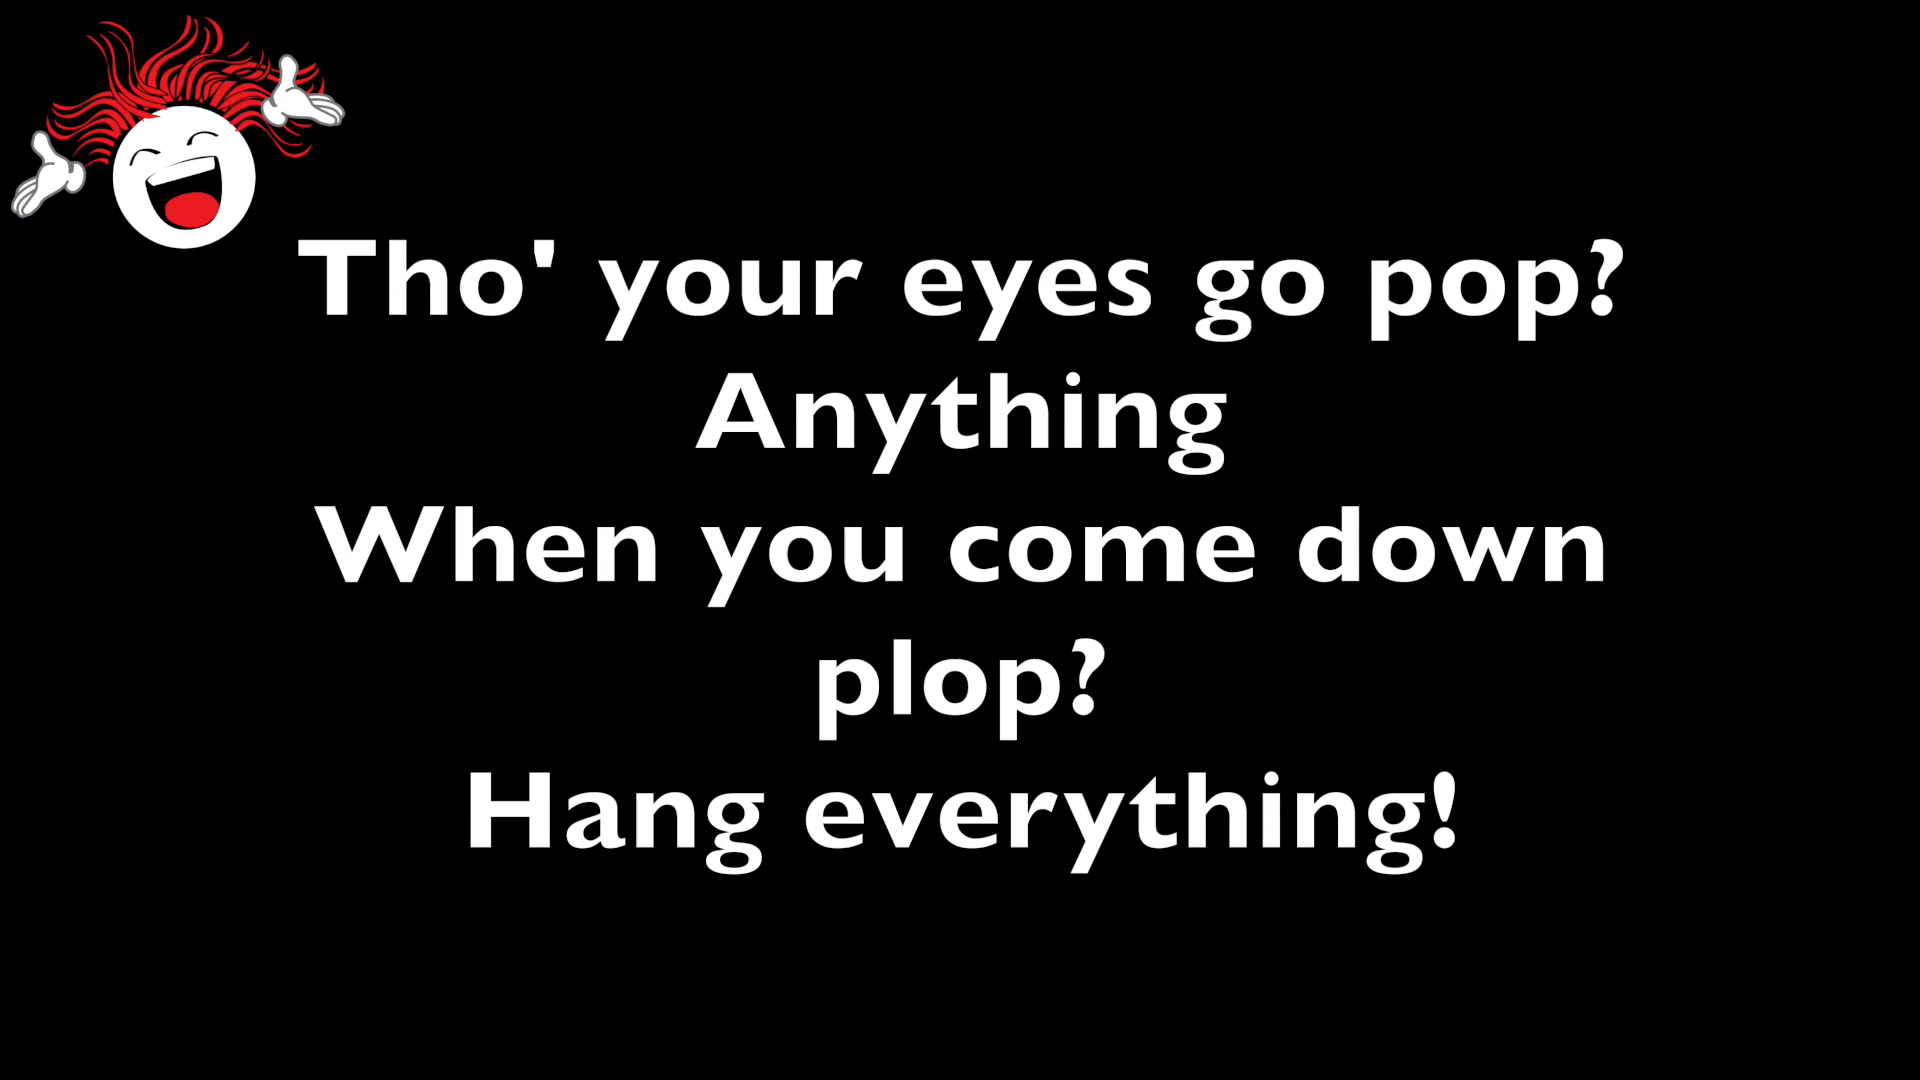 Tho' your eyes go pop?
Anything
When you come down
plop?
Hang everything!